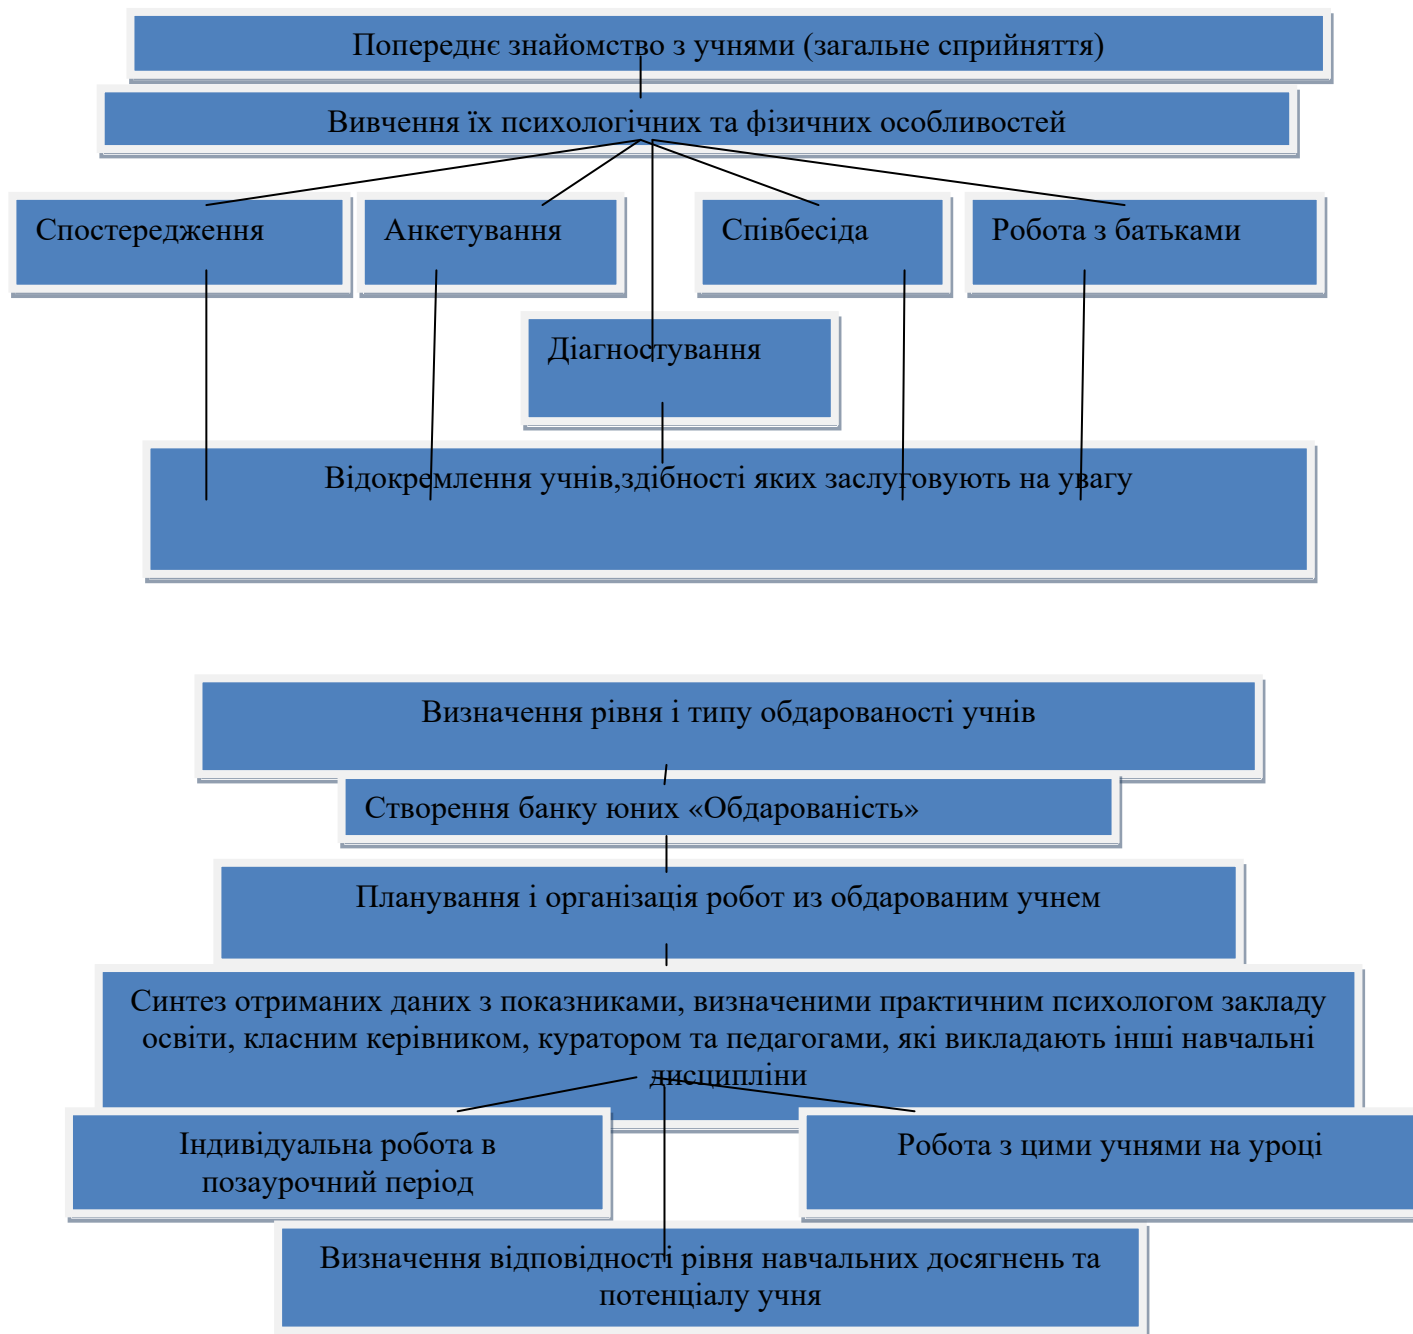 Попереднє знайомство з учнями (загальне сприйняття)
Вивчення їх психологічних та фізичних особливостей
Спостередження
Анкетування
Співбесіда
Робота з батьками
Діагностування
Відокремлення учнів,здібності яких заслуговують на увагу
Визначення рівня і типу обдарованості учнів
Створення банку юних «Обдарованість»
Планування і організація робот из обдарованим учнем
Синтез отриманих даних з показниками, визначеними практичним психологом закладу
освіти, класним керівником, куратором та педагогами, які викладають інші навчальні
дисципліни
Індивідуальна робота в
позаурочний період
Робота з цими учнями на уроці
Визначення відповідності рівня навчальних досягнень та
потенціалу учня